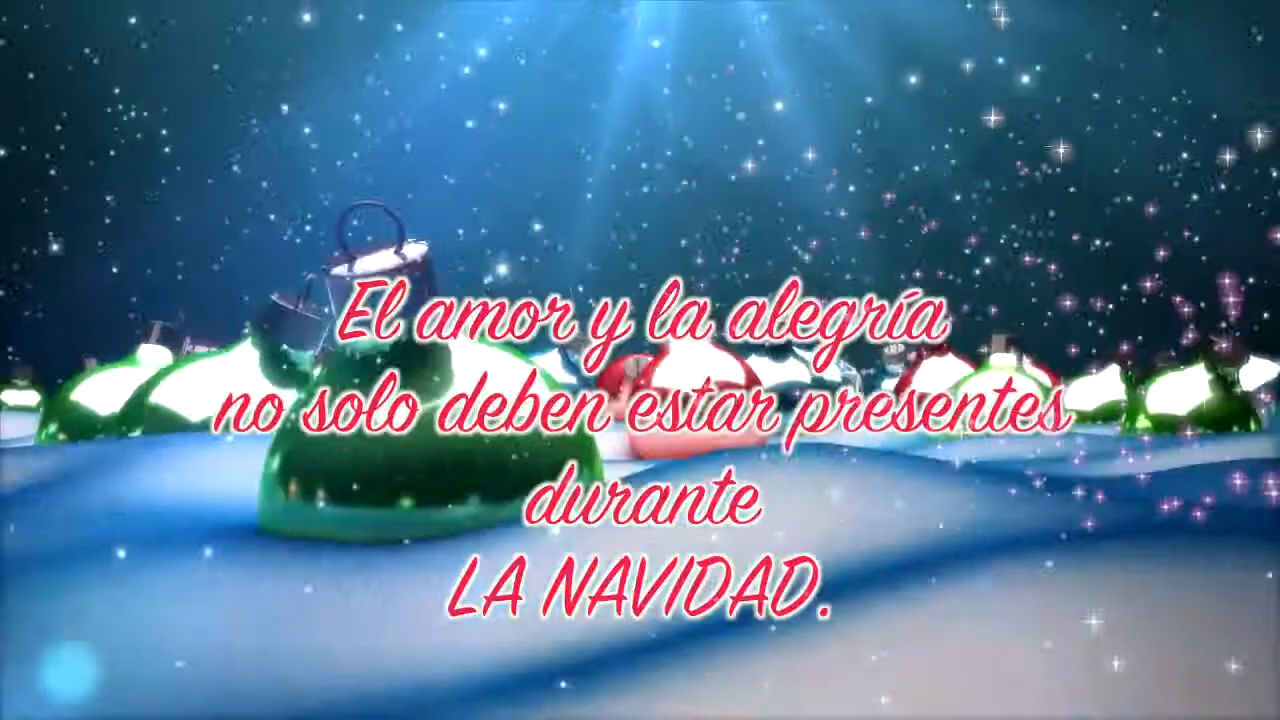 El amor y la alegría
no solo deben estar presentes
durante
LA NAVIDAD.